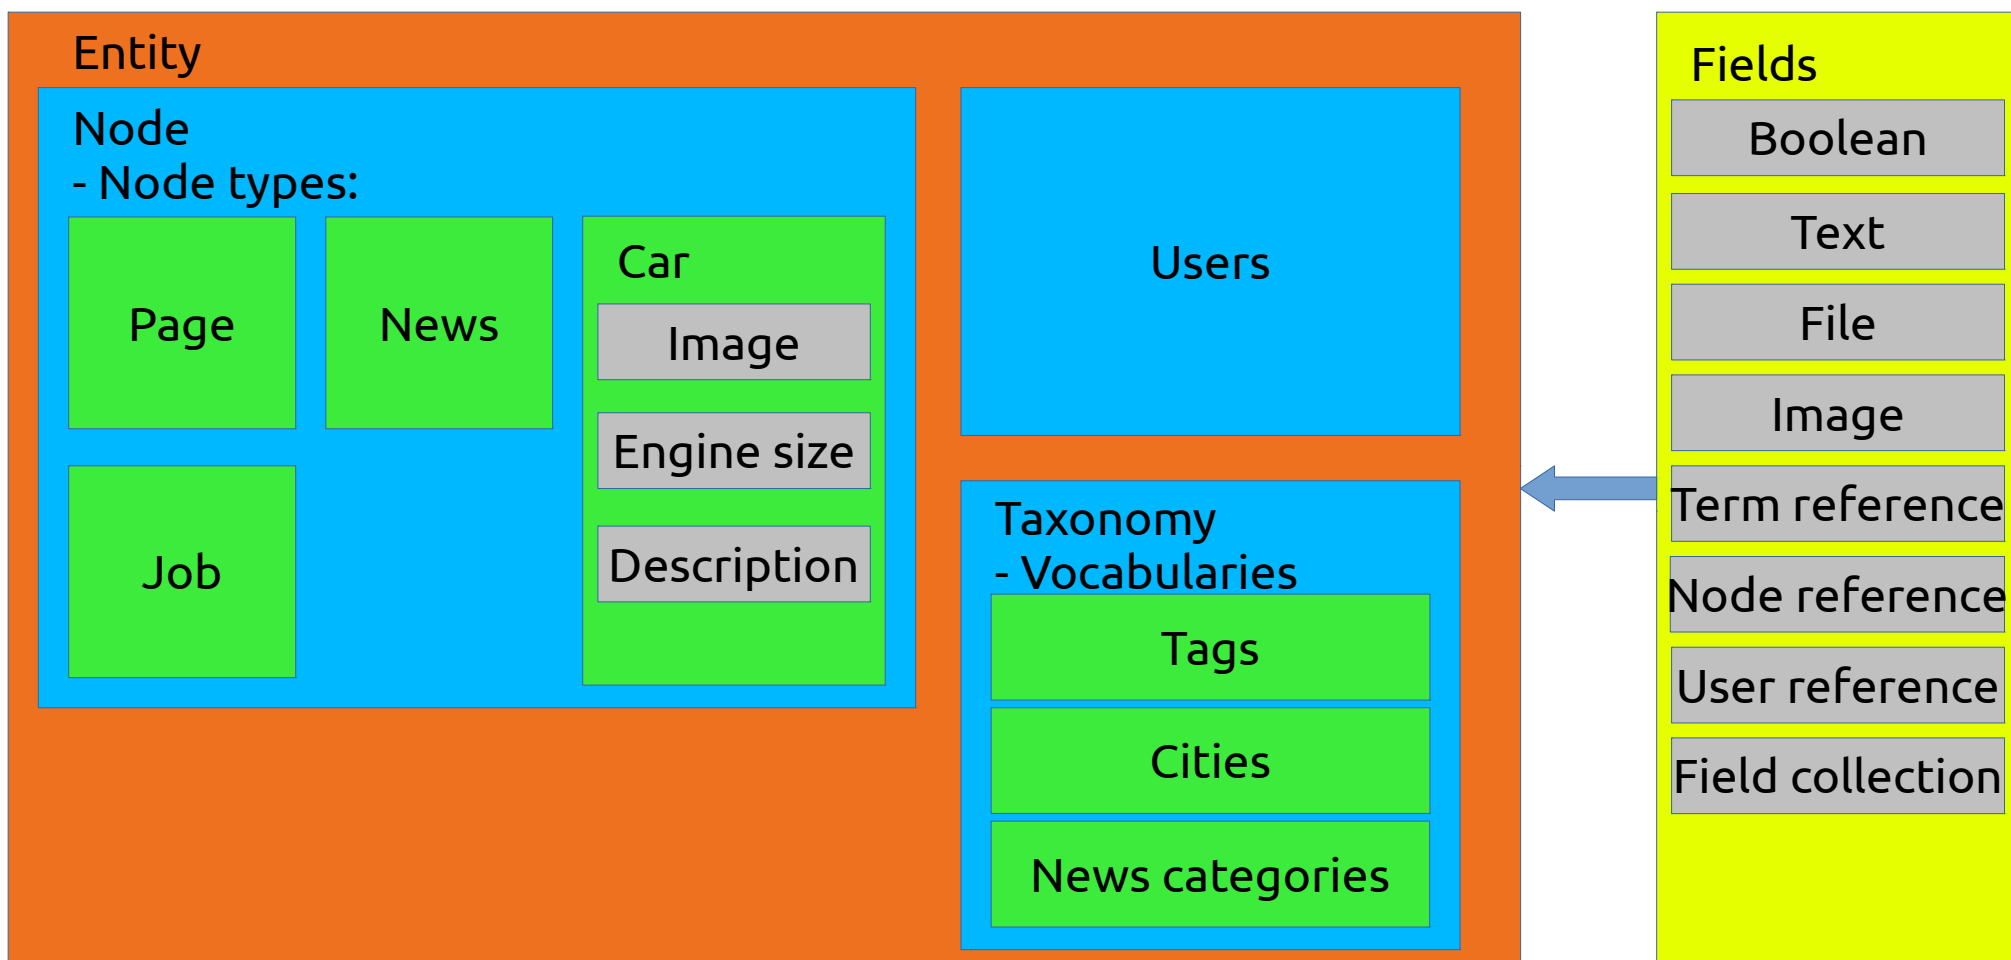 Entity
Node
- Node types:
Page
News
Car
Image
Engine size
Description
Job
Users
Taxonomy
- Vocabularies
Tags
Cities
News categories
Fields
Boolean
Text
File
Image
Term reference
Node reference
User reference
Field collection